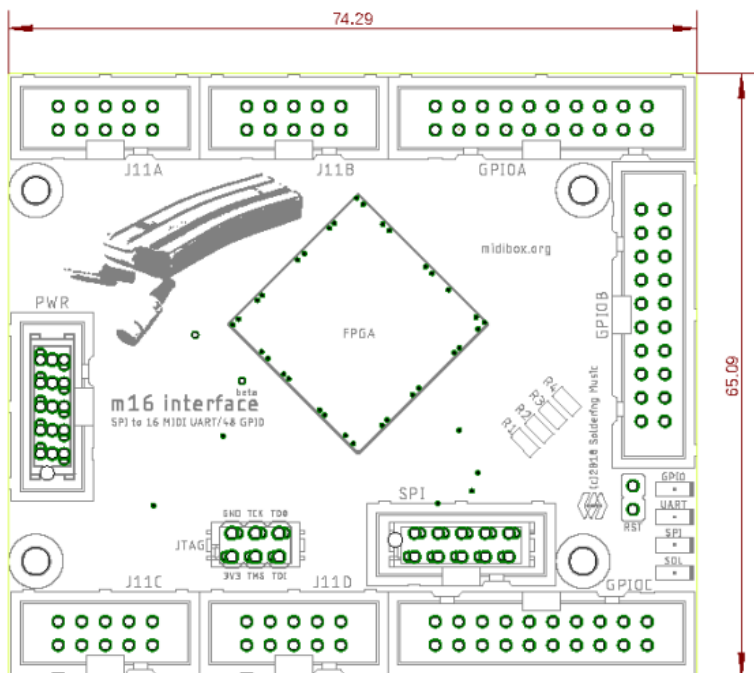 74.29
J11A
J11B
GPIOA
midibox.org
PWR
FPGA
GPIOB
65.09
m16 interface
beta
SPI to 16 MIDI UART/48 GPIO
R4
R3
R2
R1
(c)2018 Soldering Music
SPI
GPIO
UART
SPI
SOL
RST
GND TCK TDO
JTAG
3V3 TMS TDI
J11C
J11D
GPIOC